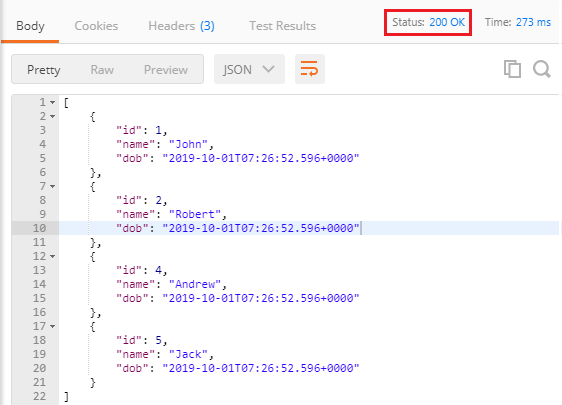 Body Cookies Headers (3) Test Results Status: 200 OK Time: 273 ms
Pretty Raw Preview JSON
1 [
2 {
3 "id": 1,
4 "name": "John",
5 "dob": "2019-10-01T07:26:52.596+0000"
6 },
7 {
8 "id": 2,
9 "name": "Robert",
10 "dob": "2019-10-01T07:26:52.596+0000"
11 },
12 {
13 "id": 4,
14 "name": "Andrew",
15 "dob": "2019-10-01T07:26:52.596+0000"
16 },
17 {
18 "id": 5,
19 "name": "Jack",
20 "dob": "2019-10-01T07:26:52.596+0000"
21 }
22 ]